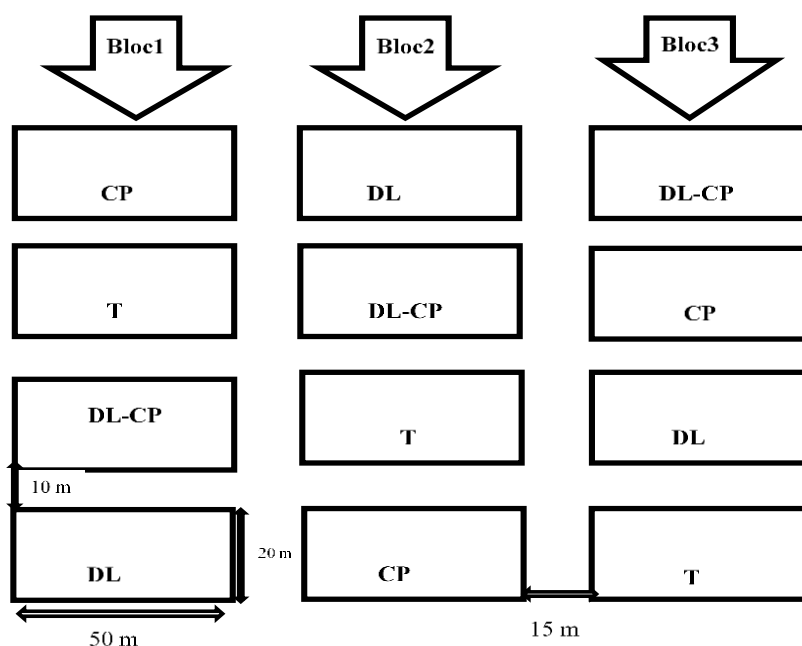 Bloc1
Bloc2
Bloc3
CP
DL
DL-CP
T
DL-CP
CP
DL-CP
T
DL
10 m
DL
20 m
CP
T
50 m
15 m